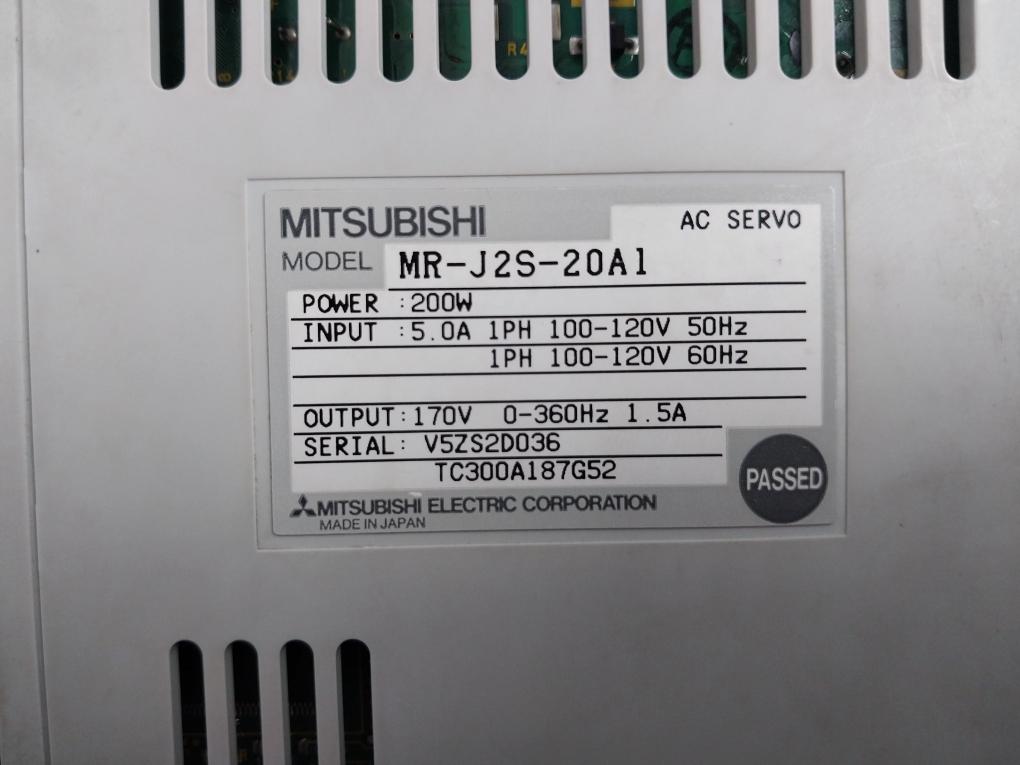 R4
MITSUBISHI
AC SERVO
MODEL MR-J2S-20A1
POWER :200W
INPUT :5.0A 1PH 100-120V 50Hz
1PH 100-120V 60Hz
OUTPUT:170V 0-360Hz 1.5A
SERIAL: V5ZS2D036
TC300A187G52
PASSED
MITSUBISHI ELECTRIC CORPORATION
MADE IN JAPAN